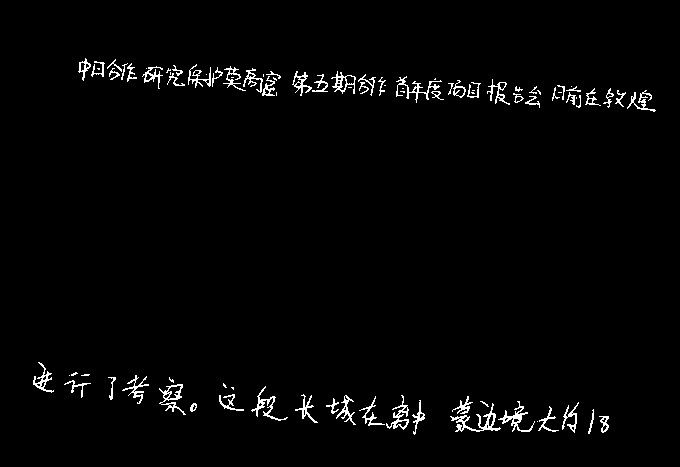 中日合作研究保护莫高窟第五期合作首年度项目报告会日前在敦煌
进行了考察。这段长城在离中蒙边境大约18